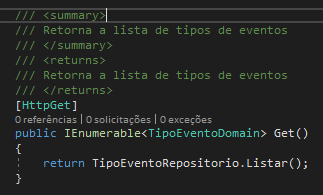 /// <summary>
/// Retorna a lista de tipos de eventos
/// </summary>
/// <returns>
/// Retorna a lista de tipos de eventos
/// </returns>
[HttpGet]
0 referências | 0 solicitações | 0 exceções
public IEnumerable<TipoEventoDomain> Get()
{
return TipoEventoRepositorio.Listar();
}